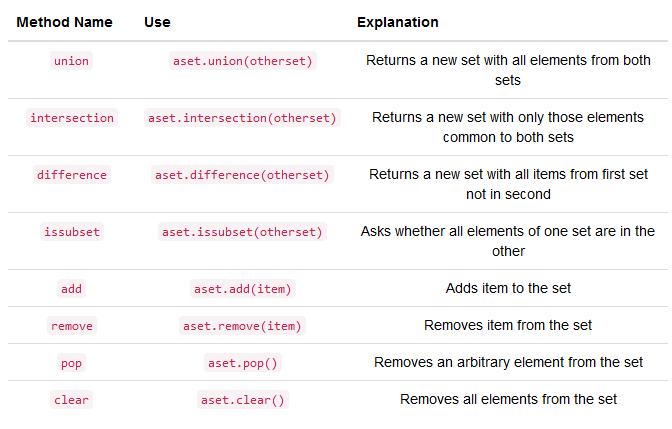 Method Name Use Explanation
union aset.union(otherset) Returns a new set with all elements from both
sets
intersection aset.intersection(otherset) Returns a new set with only those elements
common to both sets
difference aset.difference(otherset) Returns a new set with all items from first set
not in second
issubset aset.issubset(otherset) Asks whether all elements of one set are in the
other
add aset.add(item) Adds item to the set
remove aset.remove(item) Removes item from the set
pop aset.pop() Removes an arbitrary element from the set
clear aset.clear() Removes all elements from the set